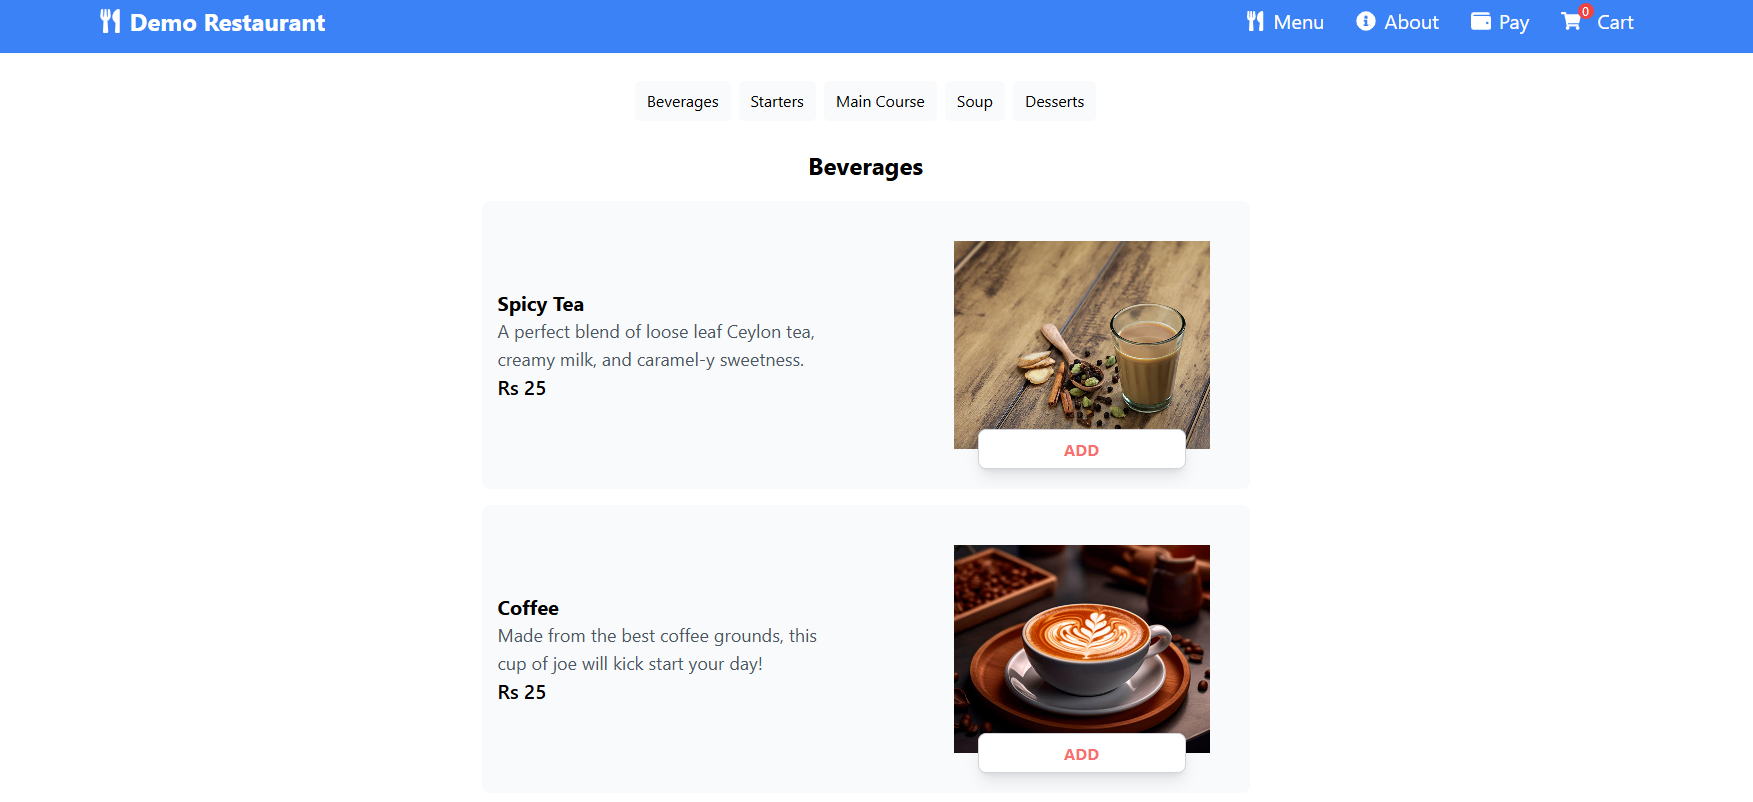 Demo Restaurant
Menu
About
Pay
0
Cart
Beverages
Starters
Main Course
Soup
Desserts
Beverages
Spicy Tea
A perfect blend of loose leaf Ceylon tea,
creamy milk, and caramel-y sweetness.
Rs 25
ADD
Coffee
Made from the best coffee grounds, this
cup of joe will kick start your day!
Rs 25
ADD